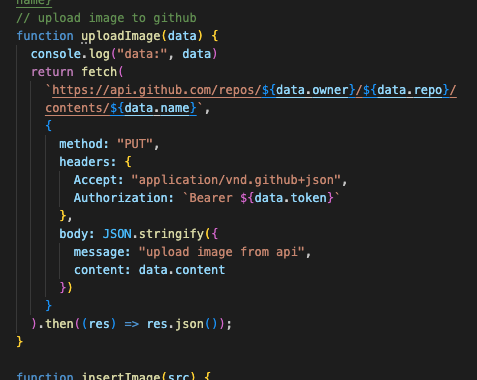 name}
// upload image to github
function uploadImage(data) {
console.log("data:", data)
return fetch(
`https://api.github.com/repos/${data.owner}/${data.repo}/
contents/${data.name}`,
{
method: "PUT",
headers: {
Accept: "application/vnd.github+json",
Authorization: `Bearer ${data.token}`
},
body: JSON.stringify({
message: "upload image from api",
content: data.content
})
}
).then((res) => res.json());
}
function insertImage(src) {